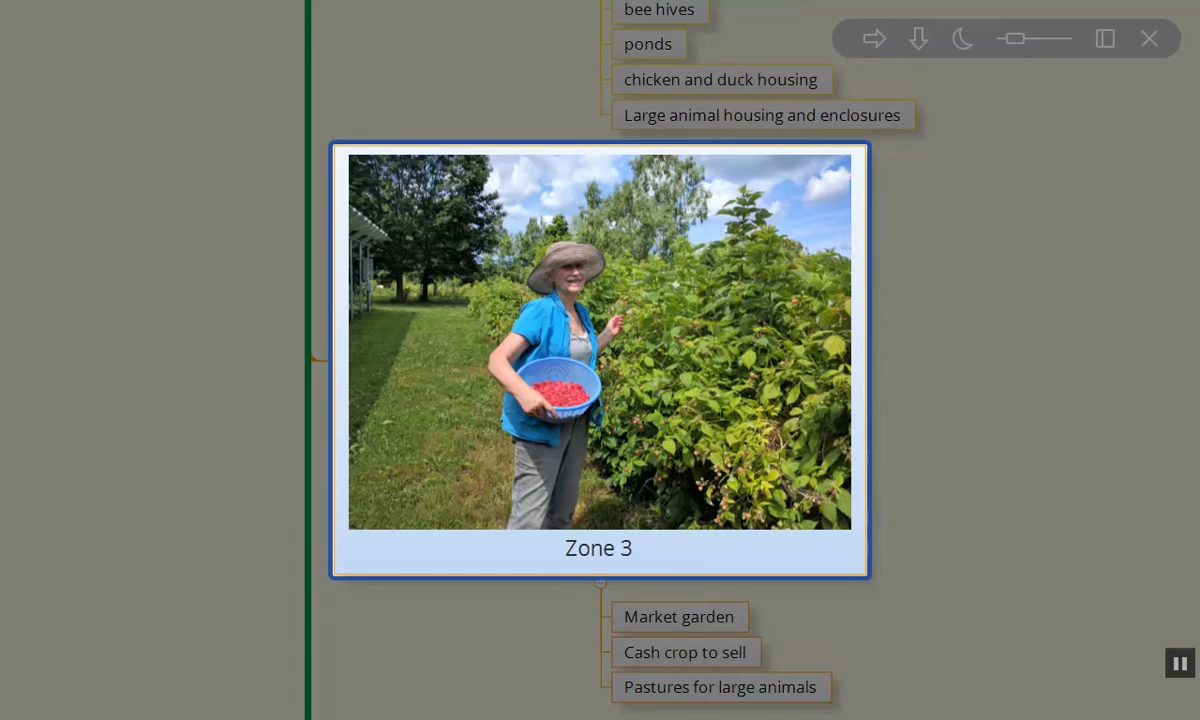 bee hives
ponds
chicken and duck housing
Large animal housing and enclosures
Zone 3
Market garden
Cash crop to sell
Pastures for large animals